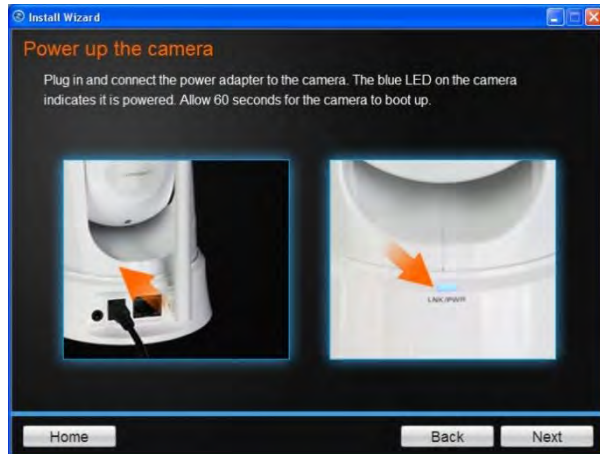 Install Wizard
Power up the camera
Plug in and connect the power adapter to the camera. The blue LED on the camera
indicates it is powered. Allow 60 seconds for the camera to boot up.
LNK/PWR
Home
Back
Next